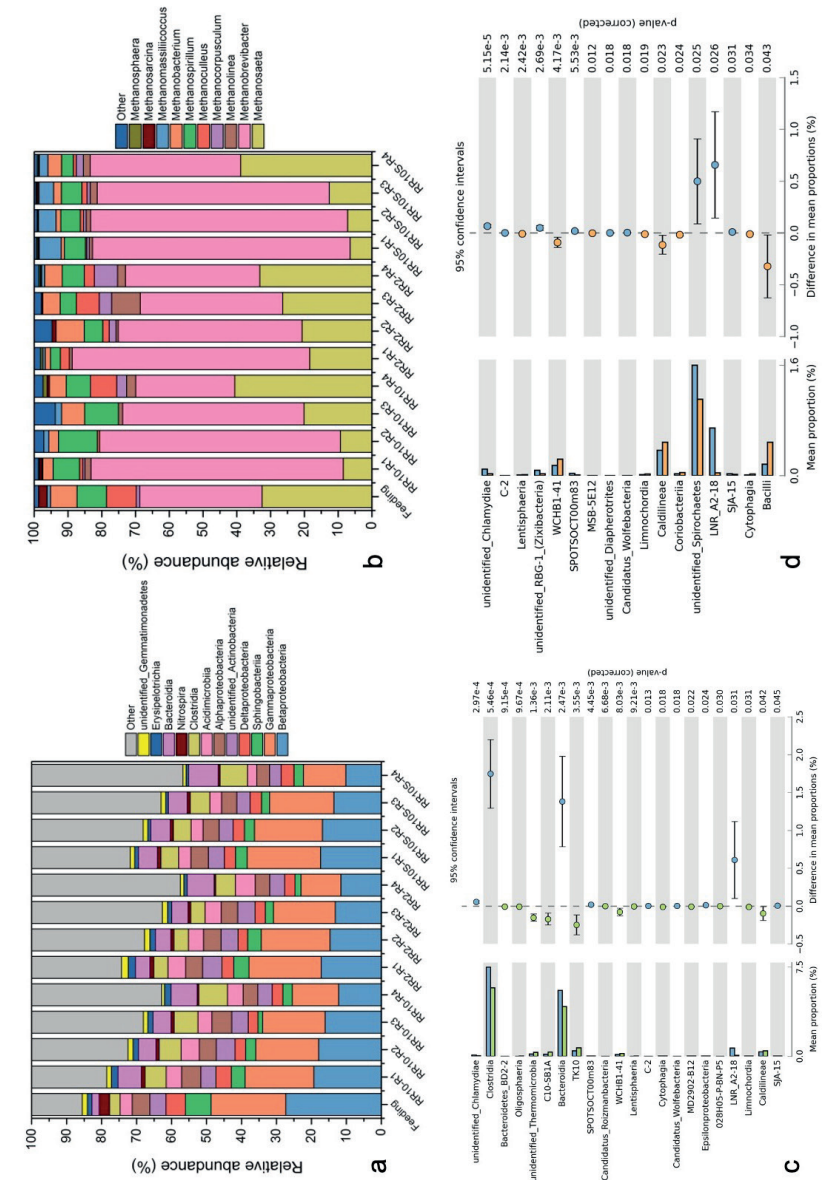 a
Relative abundance (%)
100
90
80
70
60
50
40
30
20
10
0
Feeding
RR10-R1
RR10-R2
RR10-R3
RR10-R4
RR2-R1
RR2-R2
RR2-R3
RR2-R4
RR10S-R1
RR10S-R2
RR10S-R3
RR10S-R4
Other
unidentified_Gemmatimonadetes
Erysipelotrichia
Bacteroidia
Nitrospira
Clostridia
Acidimicrobiia
Alphaproteobacteria
unidentified_Actinobacteria
Deltaproteobacteria
Sphingobacteriia
Gammaproteobacteria
Betaproteobacteria
b
Relative abundance (%)
100
90
80
70
60
50
40
30
20
10
0
Feeding
RR10-R1
RR10-R2
RR10-R3
RR10-R4
RR2-R1
RR2-R2
RR2-R3
RR2-R4
RR10S-R1
RR10S-R2
RR10S-R3
RR10S-R4
Other
Methanosphaera
Methanosarcina
Methanomassiliicoccus
Methanobacterium
Methanospirillum
Methanoculleus
Methanocorpusculum
Methanolinea
Methanobrevibacter
Methanosaeta
c
95% confidence intervals
unidentified_Chlamydiae 2.97e-4
Clostridia 5.46e-4
Bacteroidetes_BD2-2 9.15e-4
Oligosphaeria 9.67e-4
unidentified_Thermomicrobia 1.36e-3
C10-SB1A 2.11e-3
Bacteroidia 2.47e-3
TK10 3.55e-3
SPOTSOCT00m83 4.45e-3
Candidatus_Rozmanbacteria 6.68e-3
WCHB1-41 8.03e-3
Lentisphaeria 9.21e-3
C-2 0.013
Cytophagia 0.018
Candidatus_Wolfebacteria 0.018
MD2902-B12 0.022
Epsilonproteobacteria 0.024
028H05-P-BN-P5 0.030
LNR_A2-18 0.031
Limnochordia 0.031
Caldilineae 0.042
SJA-15 0.045
0.0 7.5 −0.5 0.0 0.5 1.0 1.5 2.0 2.5
Mean proportion (%) Difference in mean proportions (%)
p-value (corrected)
d
95% confidence intervals
unidentified_Chlamydiae 5.15e-5
C-2 2.14e-3
Lentisphaeria 2.42e-3
unidentified_RBG-1_(Zixibacteria) 2.69e-3
WCHB1-41 4.17e-3
SPOTSOCT00m83 5.53e-3
MSB-5E12 0.012
unidentified_Diapherotrites 0.018
Candidatus_Wolfebacteria 0.018
Limnochordia 0.019
Caldilineae 0.023
Coriobacteriia 0.024
unidentified_Spirochaetes 0.025
LNR_A2-18 0.026
SJA-15 0.031
Cytophagia 0.034
Bacilli 0.043
0.0 1.6 −1.0 −0.5 0.0 0.5 1.0 1.5
Mean proportion (%) Difference in mean proportions (%)
p-value (corrected)